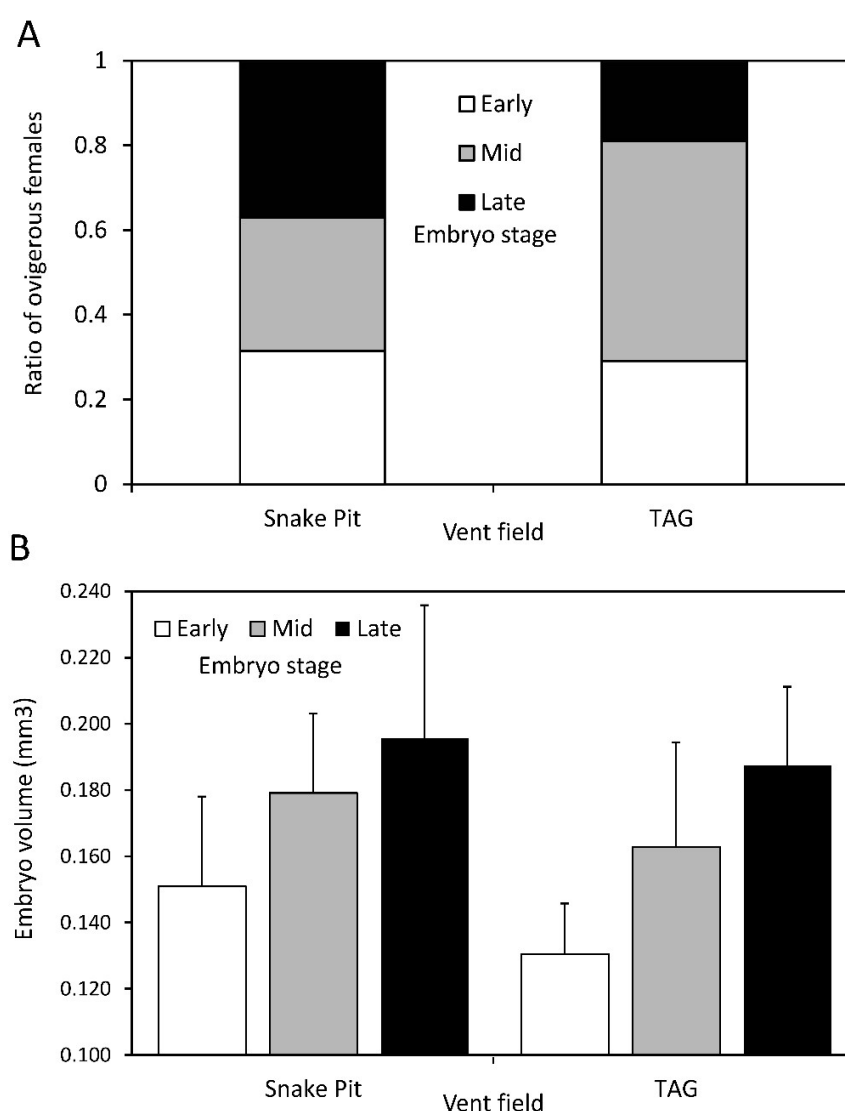 A
Ratio of ovigerous females
1
0.8
0.6
0.4
0.2
0
Early
Mid
Late
Embryo stage
Snake Pit
TAG
Vent field
B
Embryo volume (mm3)
0.240
0.220
0.200
0.180
0.160
0.140
0.120
0.100
Early Mid Late
Embryo stage
Snake Pit
TAG
Vent field